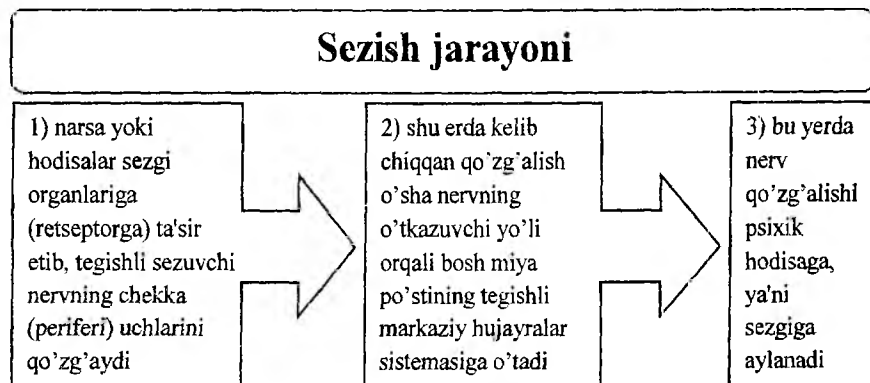 Sezish jarayoni
1) narsa yoki
hodisalar sezgi
organlariga
(retseptorga) ta'sir
etib, tegishli sezuvchi
nervning chekka
(periferi) uchlarini
qo’zg’aydi
2) shu erda kelib
chiqqan qo’zg’alish
o’sha nervning
o’tkazuvchi yo’li
orqali bosh miya
po’stining tegishli
markaziy hujayralar
sistemasiga o’tadi
3) bu yerda
nerv
qo’zg’alishi
psixik
hodisaga,
ya'ni
sezgiga
aylanadi